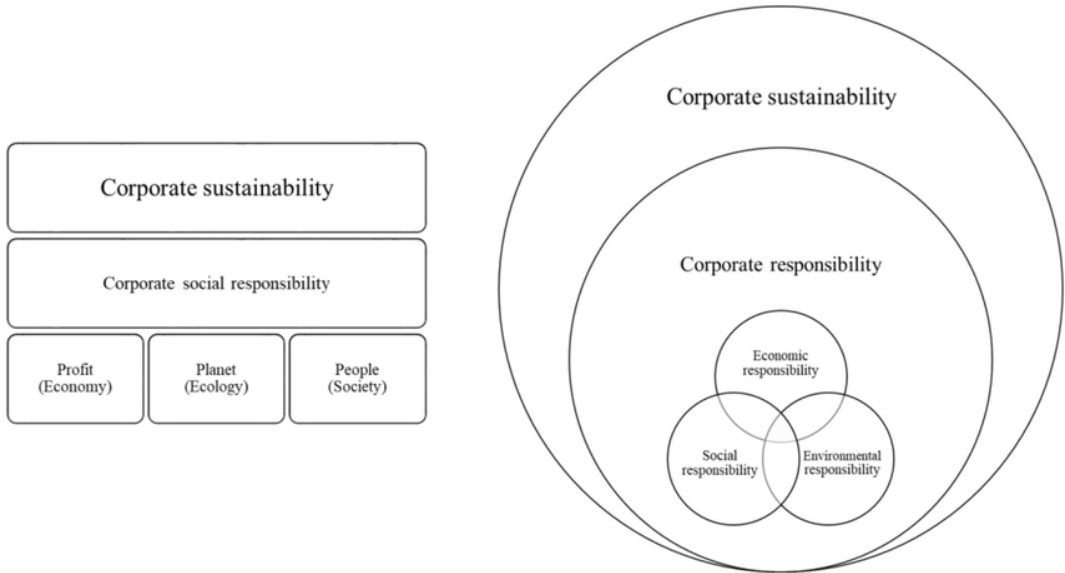 Corporate sustainability
Corporate social responsibility
Profit
(Economy)
Planet
(Ecology)
People
(Society)
Corporate sustainability
Corporate responsibility
Economic
responsibility
Social
responsibility
Environmental
responsibility